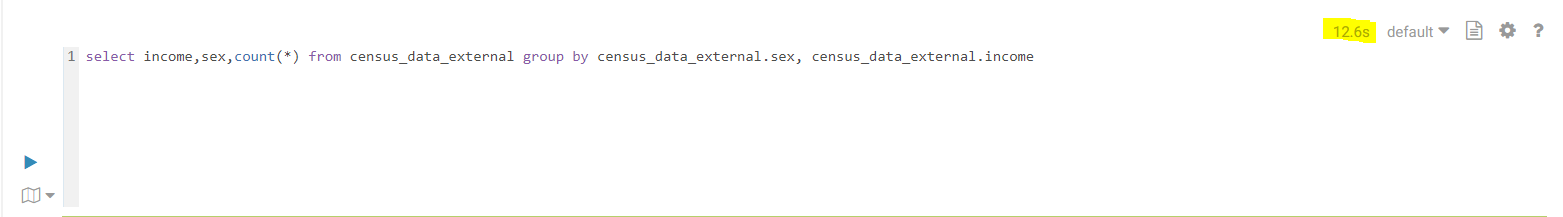 12.6s default ?
1 select income,sex,count(*) from census_data_external group by census_data_external.sex, census_data_external.income